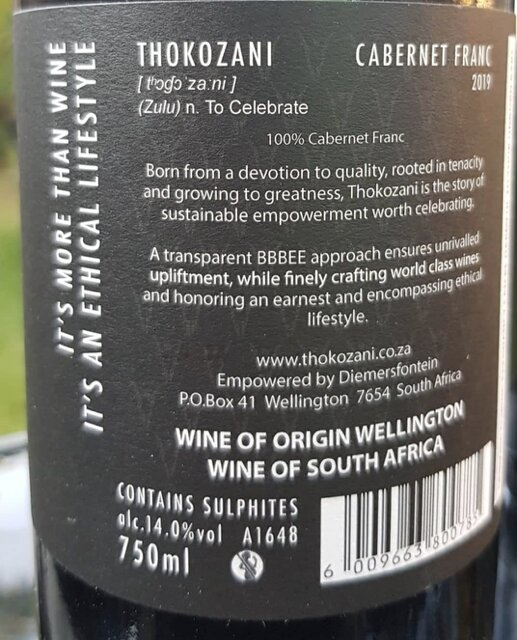 IT'S MORE THAN WINE
IT'S AN ETHICAL LIFESTYLE
THOKOZANI
CABERNET FRANC
2019
[ tʰɔɠɔˈzaːni ]
(Zulu) n. To Celebrate
100% Cabernet Franc
Born from a devotion to quality, rooted in tenacity
and growing to greatness, Thokozani is the story of
sustainable empowerment worth celebrating.
A transparent BBBEE approach ensures unrivalled
upliftment, while finely crafting world class wines
and honoring an earnest and encompassing ethical
lifestyle.
www.thokozani.co.za
Empowered by Diemersfontein
P.O.Box 41 Wellington 7654 South Africa
WINE OF ORIGIN WELLINGTON
WINE OF SOUTH AFRICA
CONTAINS SULPHITES
alc.14.0%vol A1648
750ml
6 009663